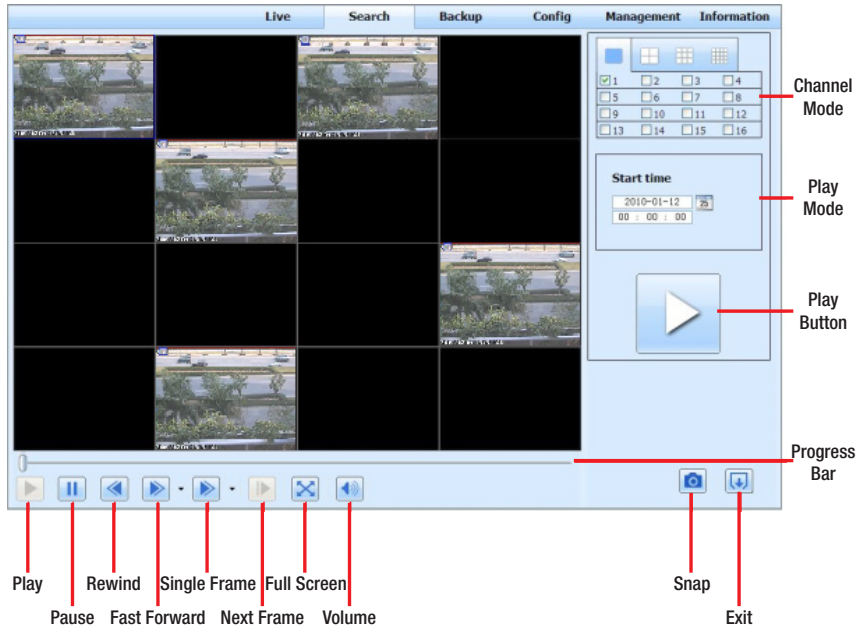 Live Search Backup Config Management Information
1 2 3 4
5 6 7 8
9 10 11 12
13 14 15 16
Channel
Mode
Start time
2010-01-12 25
00 : 00 : 00
Play
Mode
Play
Button
Progress
Bar
Play Rewind Single Frame Full Screen Snap
Pause Fast Forward Next Frame Volume Exit